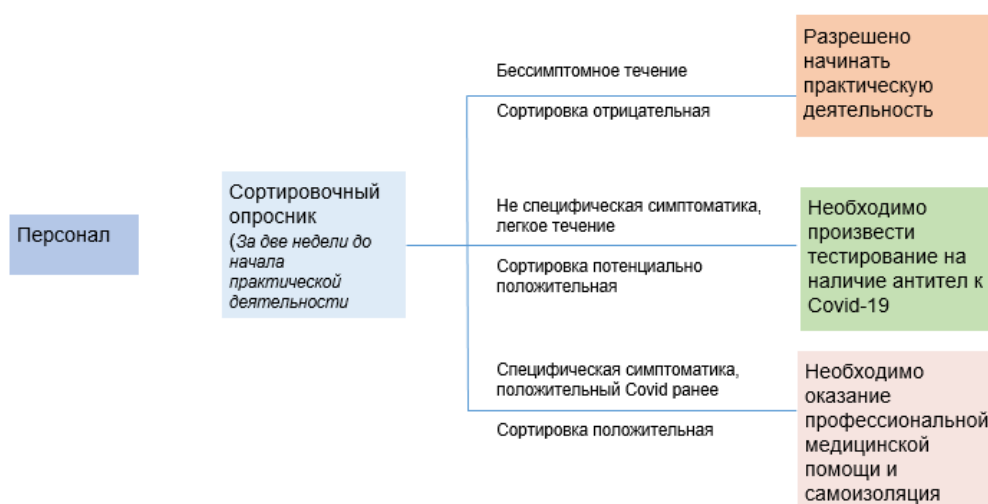 Персонал
Сортировочный
опросник
(За две недели до
начала
практической
деятельности
Бессимптомное течение
Сортировка отрицательная
Разрешено
начинать
практическую
деятельность
Не специфическая симптоматика,
легкое течение
Сортировка потенциально
положительная
Необходимо
произвести
тестирование на
наличие антител к
Covid-19
Специфическая симптоматика,
положительный Covid ранее
Сортировка положительная
Необходимо
оказание
профессиональной
медицинской
помощи и
самоизоляция